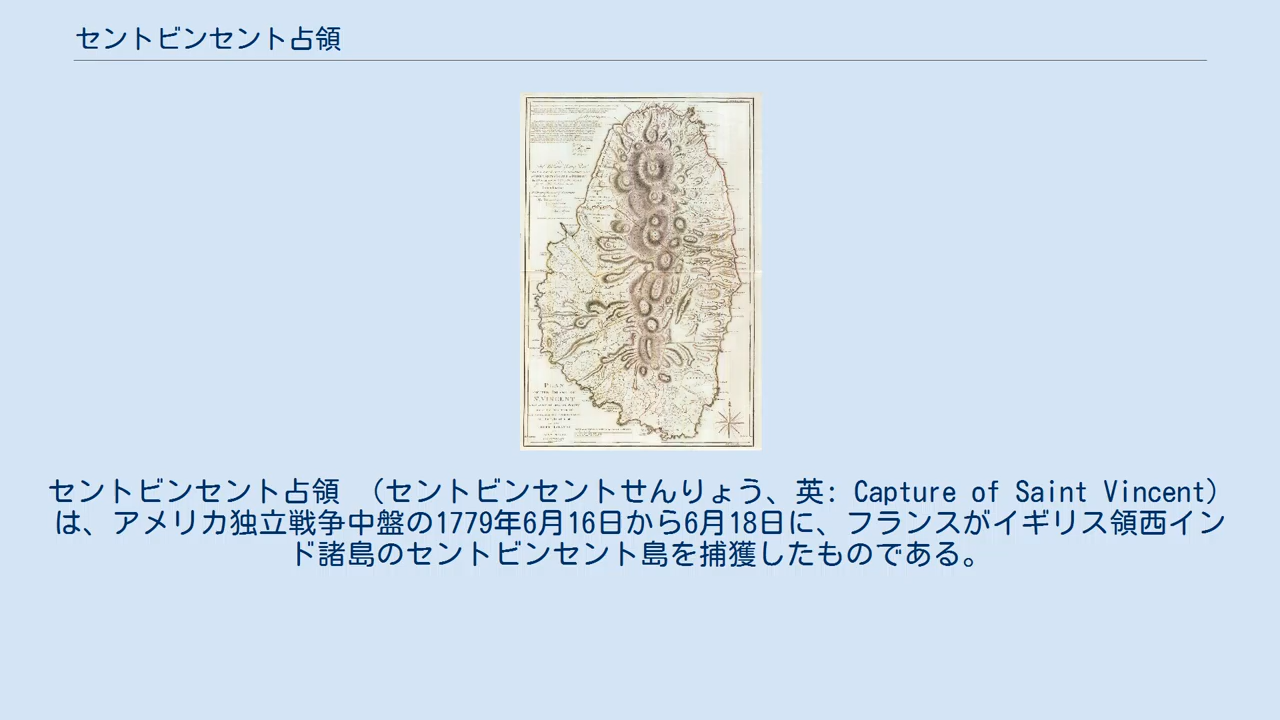 セントビンセント占領
PLAN
ST. VINCENT
セントビンセント占領 （セントビンセントせんりょう、英: Capture of Saint Vincent）
は、アメリカ独立戦争中盤の1779年6月16日から6月18日に、フランスがイギリス領西イン
ド諸島のセントビンセント島を捕獲したものである。